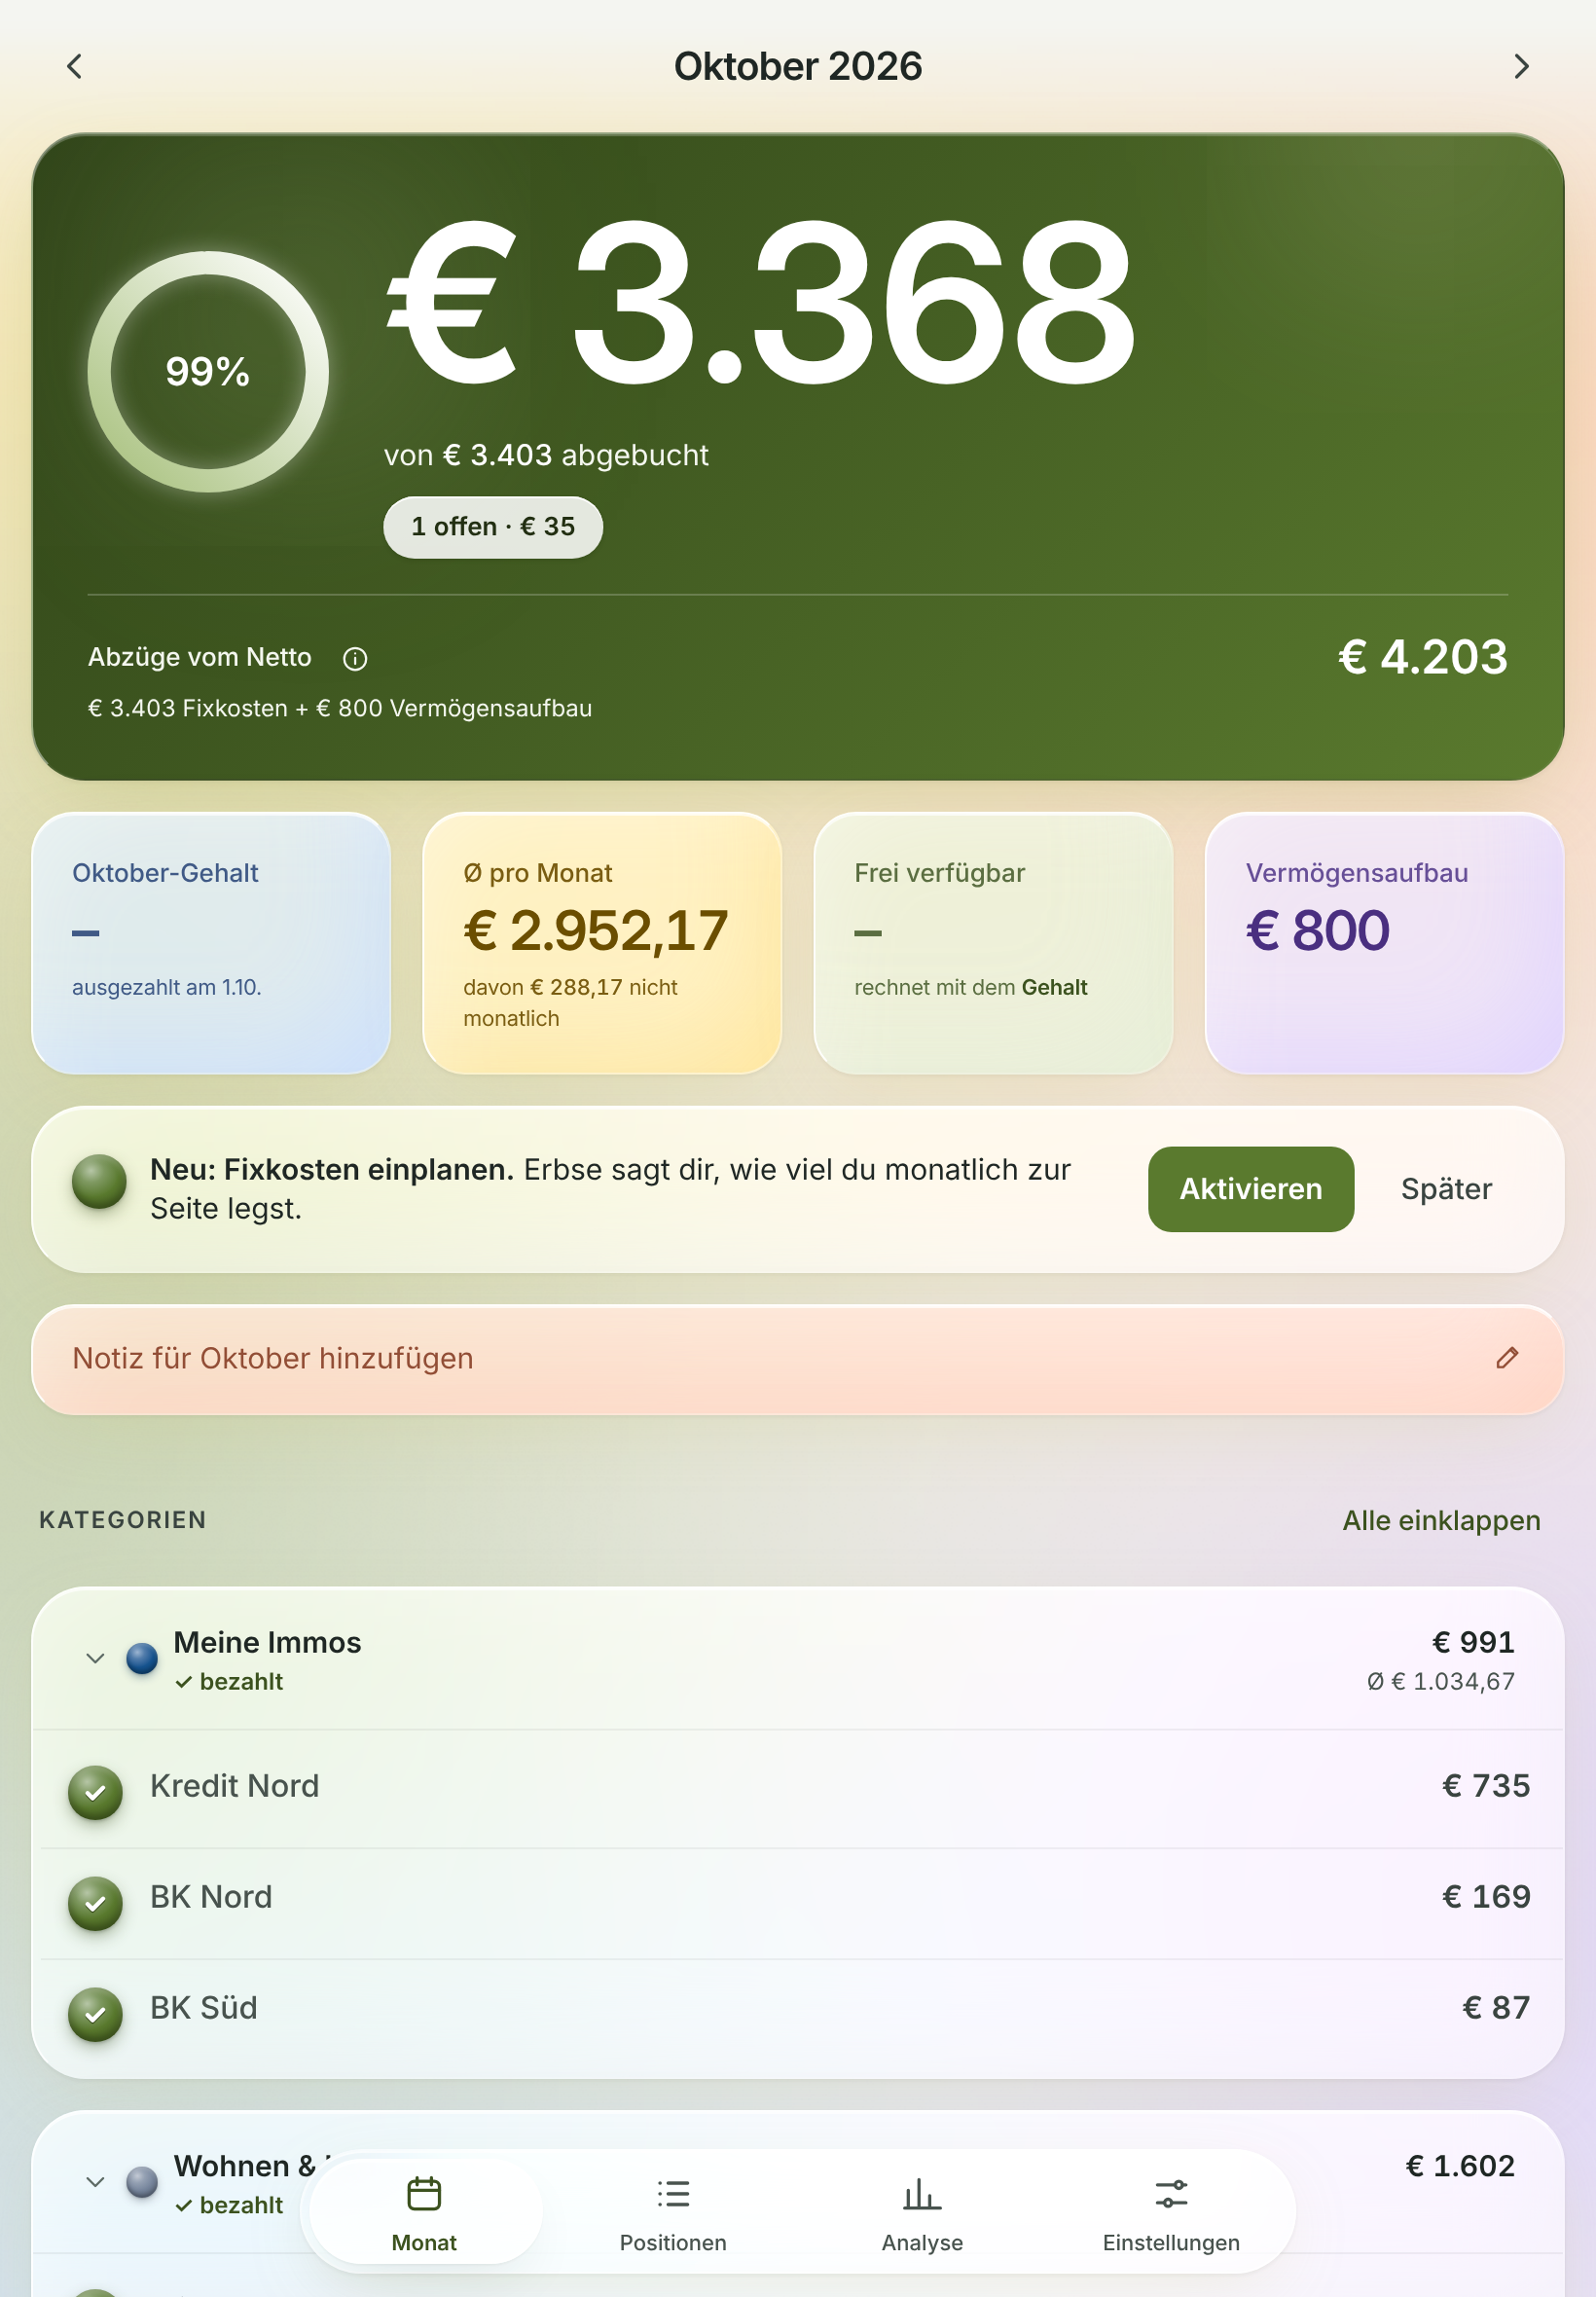 Oktober 2026
99%
€ 3.368
von € 3.403 abgebucht
1 offen · € 35
Abzüge vom Netto
€ 4.203
€ 3.403 Fixkosten + € 800 Vermögensaufbau
Oktober-Gehalt
–
ausgezahlt am 1.10.
Ø pro Monat
€ 2.952,17
davon € 288,17 nicht
monatlich
Frei verfügbar
–
rechnet mit dem Gehalt
Vermögensaufbau
€ 800
Neu: Fixkosten einplanen. Erbse sagt dir, wie viel du monatlich zur
Seite legst.
Aktivieren
Später
Notiz für Oktober hinzufügen
KATEGORIEN
Alle einklappen
Meine Immos
€ 991
✓ bezahlt
Ø € 1.034,67
Kredit Nord
€ 735
BK Nord
€ 169
BK Süd
€ 87
Wohnen &
€ 1.602
✓ bezahlt
Monat
Positionen
Analyse
Einstellungen